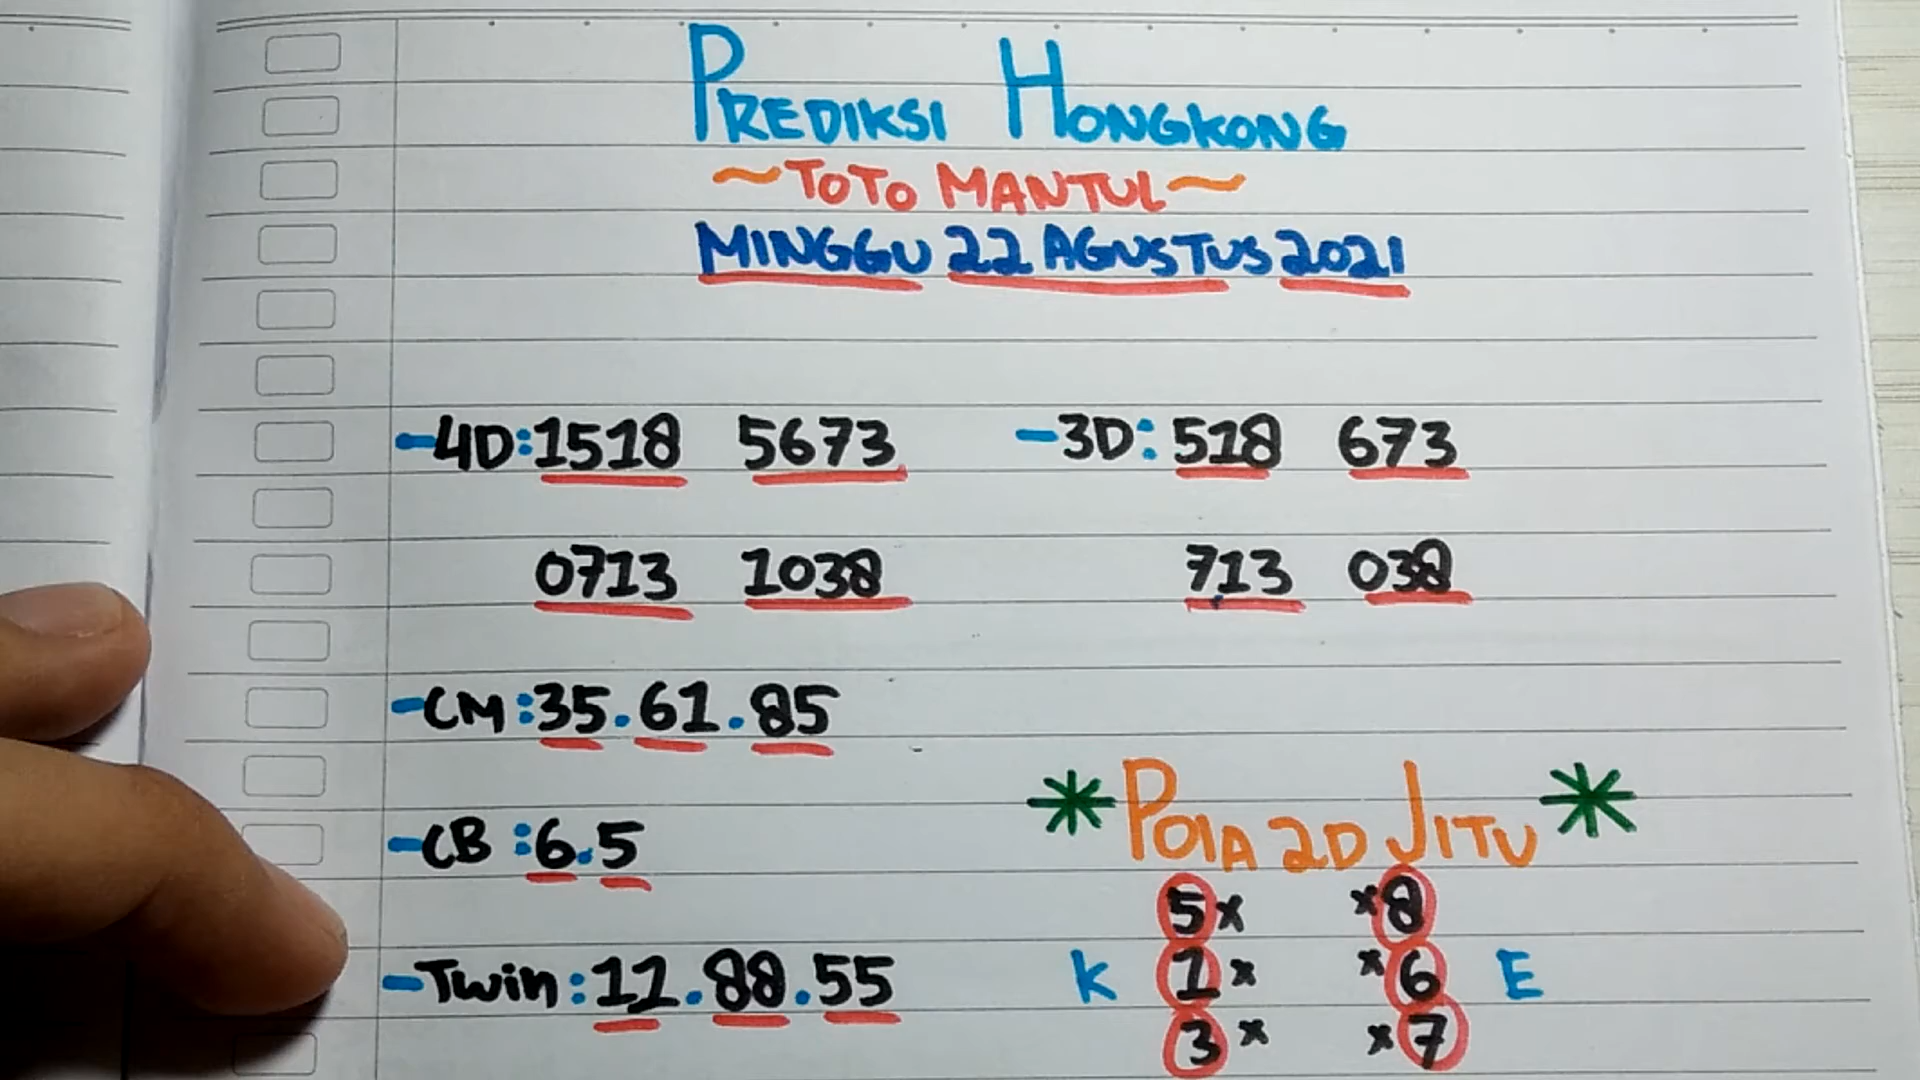 PREDIKSI HONGKONG
~TOTO MANTUL~
MINGGU 22 AGUSTUS 2021
-4D:1518 5673 -3D:518 673
0713 1038 713 038
-CM:35.61.85
-CB:6.5
*POlA 2D JITU*
5x x8
-Twin:11.88.55
K 1x x6 E
3x x7